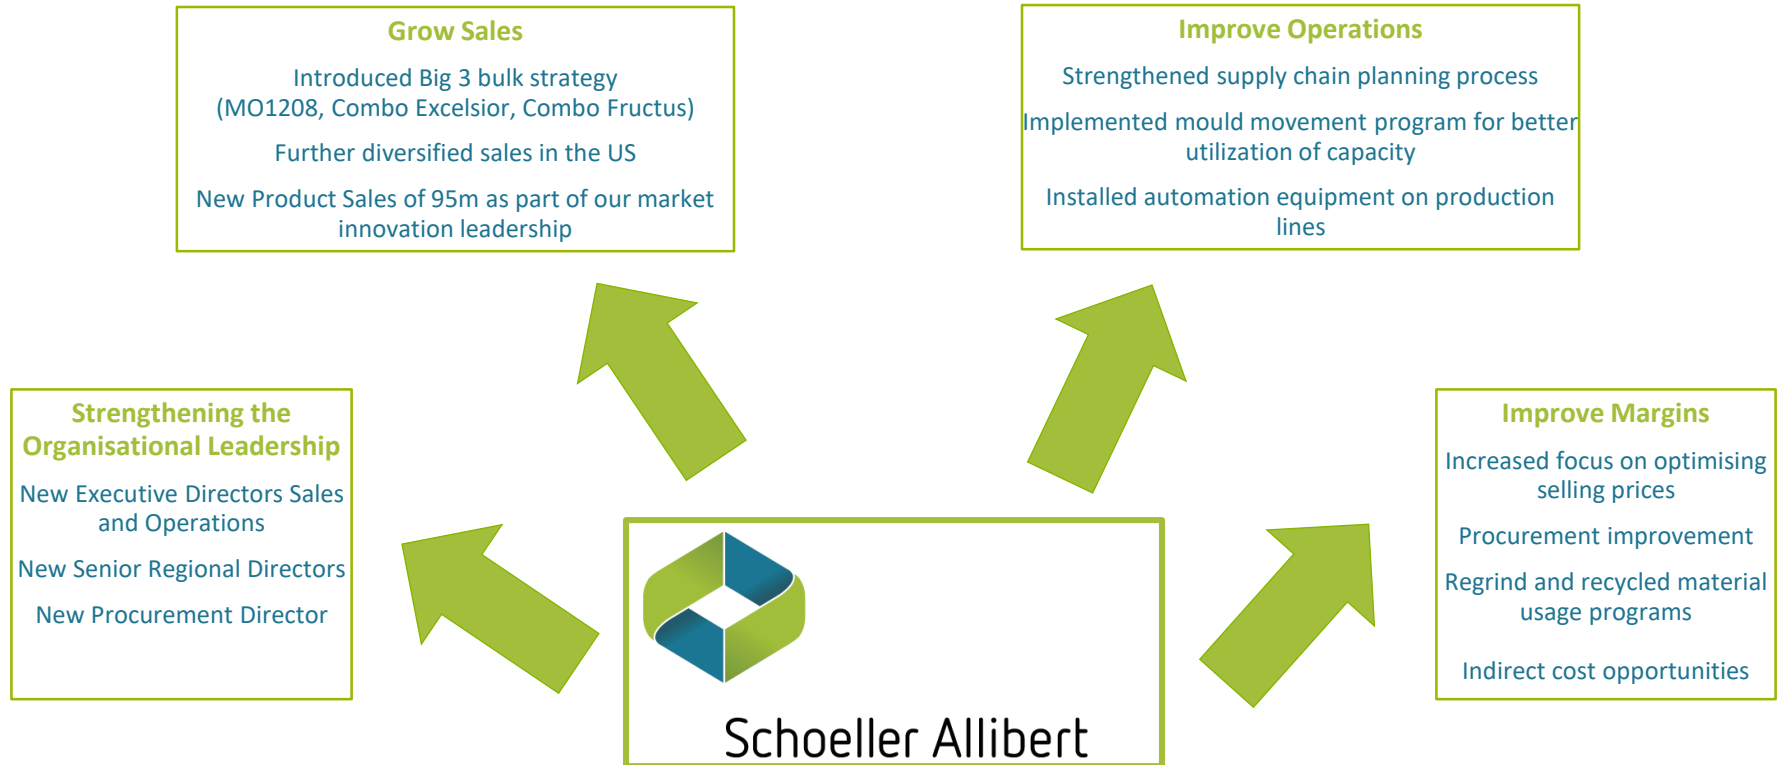 Grow Sales
Introduced Big 3 bulk strategy
(MO1208, Combo Excelsior, Combo Fructus)
Further diversified sales in the US
New Product Sales of 95m as part of our market
innovation leadership
Improve Operations
Strengthened supply chain planning process
Implemented mould movement program for better
utilization of capacity
Installed automation equipment on production
lines
Strengthening the
Organisational Leadership
New Executive Directors Sales
and Operations
New Senior Regional Directors
New Procurement Director
Improve Margins
Increased focus on optimising
selling prices
Procurement improvement
Regrind and recycled material
usage programs
Indirect cost opportunities
Schoeller Allibert